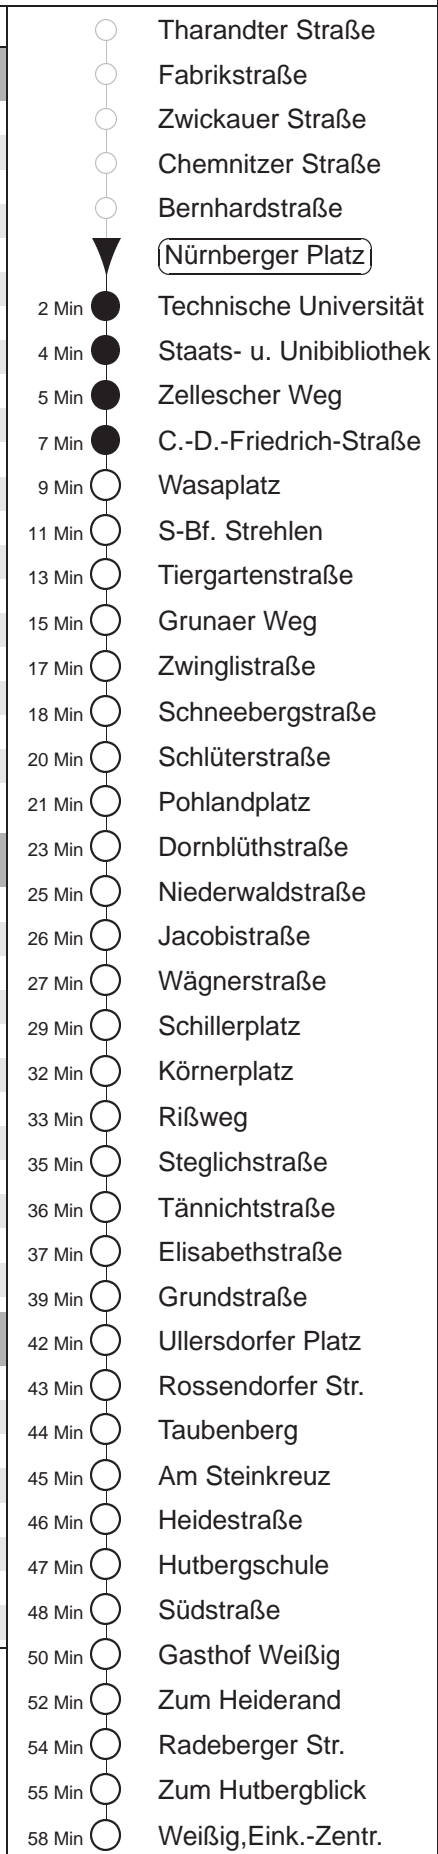 Tharandter Straße
Fabrikstraße
Zwickauer Straße
Chemnitzer Straße
Bernhardstraße
Nürnberger Platz
2 Min Technische Universität
4 Min Staats- u. Unibibliothek
5 Min Zellescher Weg
7 Min C.-D.-Friedrich-Straße
9 Min Wasaplatz
11 Min S-Bf. Strehlen
13 Min Tiergartenstraße
15 Min Grunaer Weg
17 Min Zwinglistraße
18 Min Schneebergstraße
20 Min Schlüterstraße
21 Min Pohlandplatz
23 Min Dornblüthstraße
25 Min Niederwaldstraße
26 Min Jacobistraße
27 Min Wägnerstraße
29 Min Schillerplatz
32 Min Körnerplatz
33 Min Rißweg
35 Min Steglichstraße
36 Min Tännichtstraße
37 Min Elisabethstraße
39 Min Grundstraße
42 Min Ullersdorfer Platz
43 Min Rossendorfer Str.
44 Min Taubenberg
45 Min Am Steinkreuz
46 Min Heidestraße
47 Min Hutbergschule
48 Min Südstraße
50 Min Gasthof Weißig
52 Min Zum Heiderand
54 Min Radeberger Str.
55 Min Zum Hutbergblick
58 Min Weißig,Eink.-Zentr.